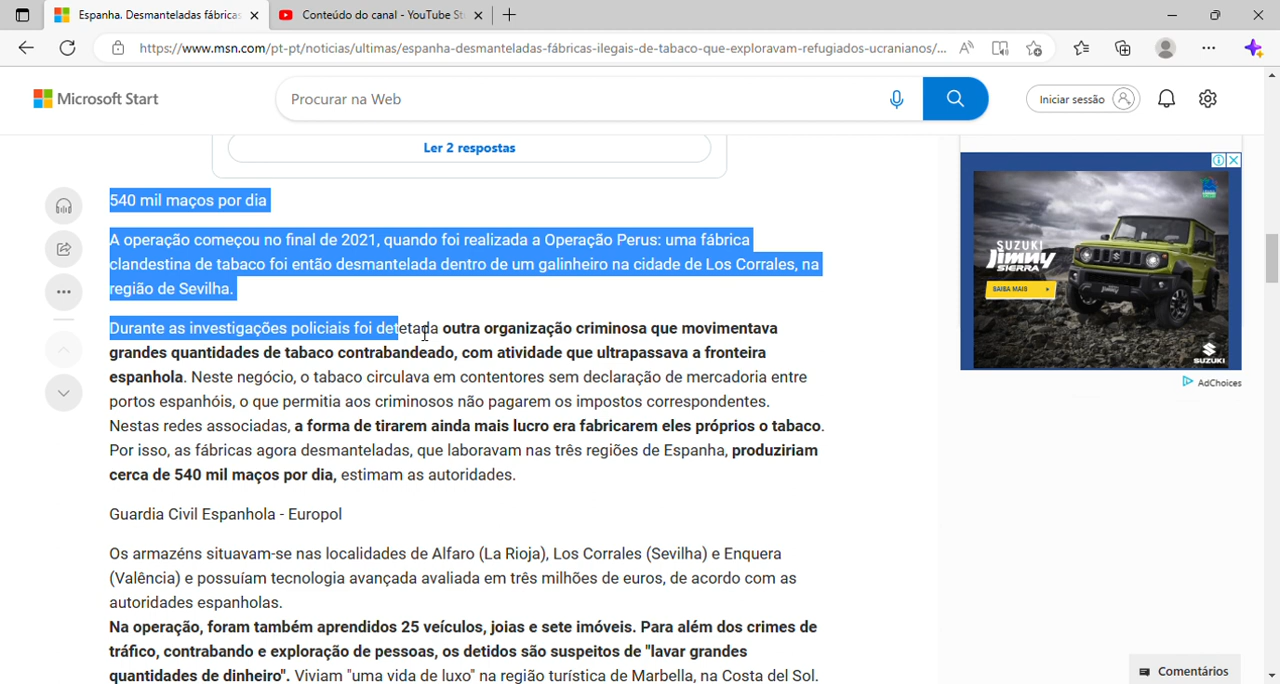 Espanha. Desmanteladas fábricas
Conteúdo do canal - YouTube St
https://www.msn.com/pt-pt/noticias/ultimas/espanha-desmanteladas-fábricas-ilegais-de-tabaco-que-exploravam-refugiados-ucranianos/...
Microsoft Start
Procurar na Web
Iniciar sessão
Ler 2 respostas
540 mil maços por dia
A operação começou no final de 2021, quando foi realizada a Operação Perus: uma fábrica
clandestina de tabaco foi então desmantelada dentro de um galinheiro na cidade de Los Corrales, na
região de Sevilha.
Durante as investigações policiais foi detetada outra organização criminosa que movimentava
grandes quantidades de tabaco contrabandeado, com atividade que ultrapassava a fronteira
espanhola. Neste negócio, o tabaco circulava em contentores sem declaração de mercadoria entre
portos espanhóis, o que permitia aos criminosos não pagarem os impostos correspondentes.
Nestas redes associadas, a forma de tirarem ainda mais lucro era fabricarem eles próprios o tabaco.
Por isso, as fábricas agora desmanteladas, que laboravam nas três regiões de Espanha, produziriam
cerca de 540 mil maços por dia, estimam as autoridades.
Guardia Civil Espanhola - Europol
Os armazéns situavam-se nas localidades de Alfaro (La Rioja), Los Corrales (Sevilha) e Enquera
(Valência) e possuíam tecnologia avançada avaliada em três milhões de euros, de acordo com as
autoridades espanholas.
Na operação, foram também aprendidos 25 veículos, joias e sete imóveis. Para além dos crimes de
tráfico, contrabando e exploração de pessoas, os detidos são suspeitos de "lavar grandes
quantidades de dinheiro". Viviam "uma vida de luxo" na região turística de Marbella, na Costa del Sol.
SUZUKI
Jimny
SIERRA
SAIBA MAIS
SUZUKI
AdChoices
Comentários